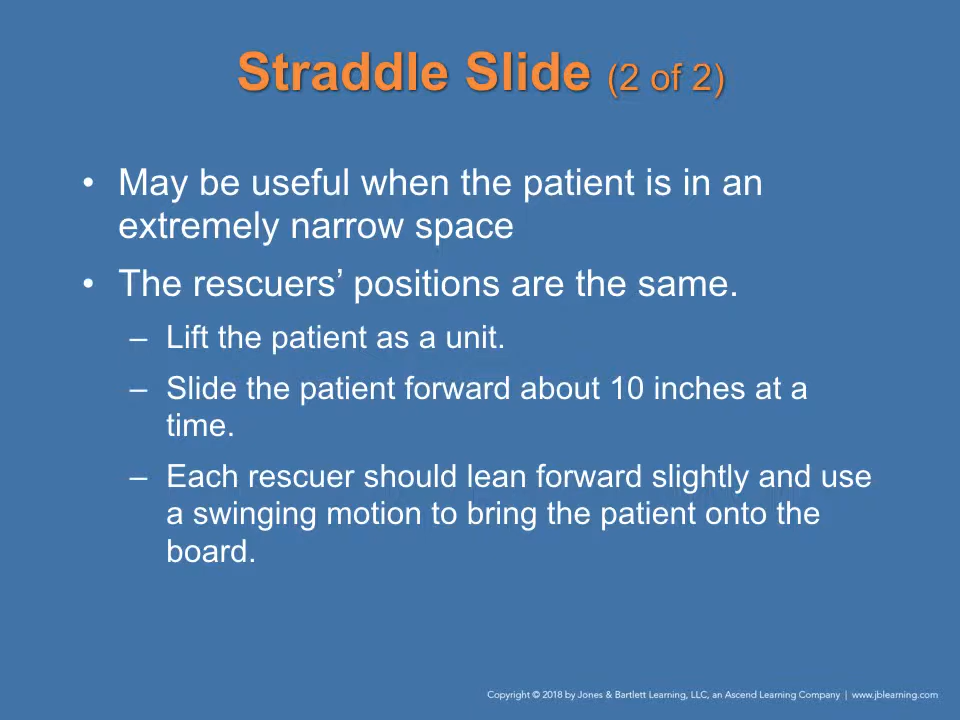 Straddle Slide (2 of 2)
• May be useful when the patient is in an
extremely narrow space
• The rescuers’ positions are the same.
– Lift the patient as a unit.
– Slide the patient forward about 10 inches at a
time.
– Each rescuer should lean forward slightly and use
a swinging motion to bring the patient onto the
board.
Copyright © 2018 by Jones & Bartlett Learning, LLC, an Ascend Learning Company | www.jblearning.com